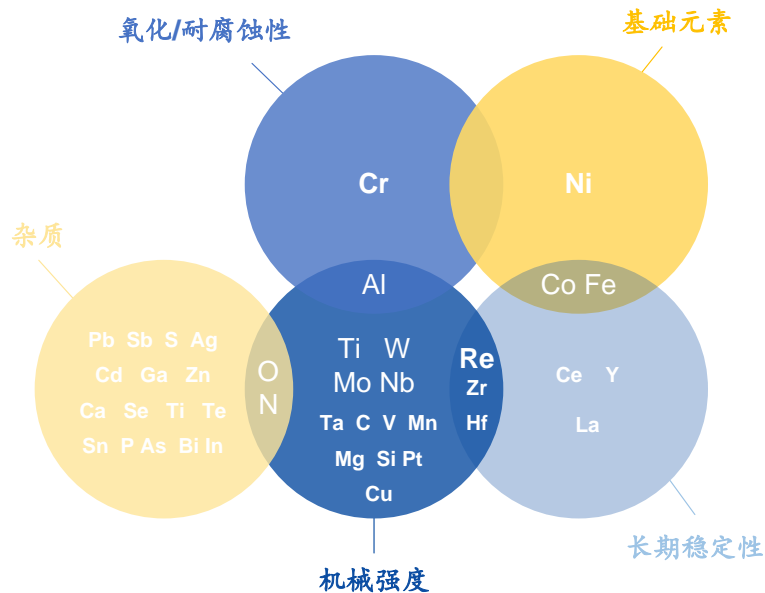 氧化/耐腐蚀性
基础元素
Cr
Ni
杂质
Al
Co Fe
Pb Sb S Ag
Cd Ga Zn
Ca Se Ti Te
Sn P As Bi In
O
N
Ti W
Mo Nb
Ta C V Mn
Mg Si Pt
Cu
Re
Zr
Hf
Ce Y
La
长期稳定性
机械强度